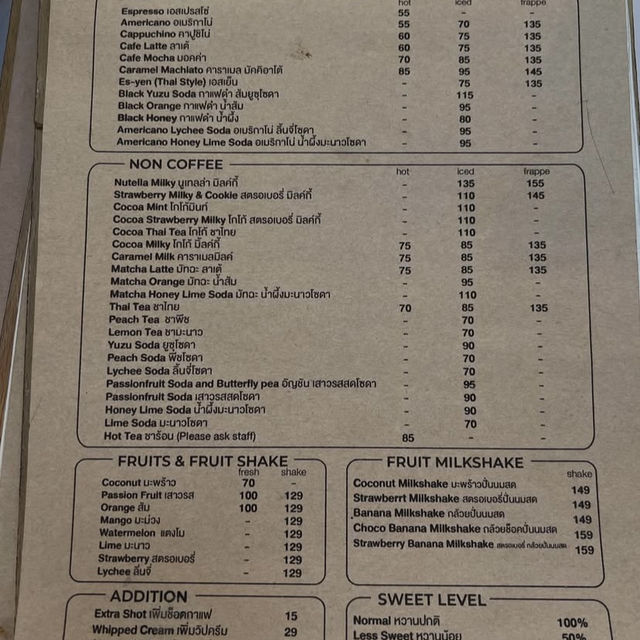 hot iced frappe
Espresso เอสเปรสโซ่ 55 - -
Americano อเมริกาโน่ 55 70 135
Cappuchino คาปูชิโน่ 60 75 135
Cafe Latte ลาเต้ 60 75 135
Cafe Mocha มอคค่า 70 85 135
Caramel Machiato คาราเมล มัคคิอาโต้ 85 95 145
Es-yen (Thai Style) เอสเย็น - 75 135
Black Yuzu Soda กาแฟดำ ส้มยูซุโซดา - 115 -
Black Orange กาแฟดำ น้ำส้ม - 95 -
Black Honey กาแฟดำ น้ำผึ้ง - 80 -
Americano Lychee Soda อเมริกาโน่ ลิ้นจี่โซดา - 95 -
Americano Honey Lime Soda อเมริกาโน่ น้ำผึ้งมะนาวโซดา - 95 -
NON COFFEE
hot iced frappe
Nutella Milky นูเทลล่า มิลค์กี้ - 135 155
Strawberry Milky & Cookie สตรอเบอรี่ มิลค์กี้ - 110 145
Cocoa Mint โกโก้มินท์ - 110 -
Cocoa Strawberry Milky โกโก้ สตรอเบอรี่ มิลค์กี้ - 110 -
Cocoa Thai Tea โกโก้ ชาไทย - 110 -
Cocoa Milky โกโก้ มิ้ลค์กี้ 75 85 135
Caramel Milk คาราเมลมิลค์ 75 85 135
Matcha Latte มัทฉะ ลาเต้ 75 85 135
Matcha Orange มัทฉะ น้ำส้ม - 95 -
Matcha Honey Lime Soda มัทฉะ น้ำผึ้งมะนาวโซดา - 110 -
Thai Tea ชาไทย 70 85 135
Peach Tea ชาพีช - 70 -
Lemon Tea ชามะนาว - 70 -
Yuzu Soda ยูซุโซดา - 90 -
Peach Soda พีชโซดา - 70 -
Lychee Soda ลิ้นจี่โซดา - 70 -
Passionfruit Soda and Butterfly pea อัญชัน เสาวรสสดโซดา - 95 -
Passionfruit Soda เสาวรสสดโซดา - 90 -
Honey Lime Soda น้ำผึ้งมะนาวโซดา - 90 -
Lime Soda มะนาวโซดา - 70 -
Hot Tea ชาร้อน (Please ask staff) 85 - -
FRUITS & FRUIT SHAKE
fresh shake
Coconut มะพร้าว 70 -
Passion Fruit เสาวรส 100 129
Orange ส้ม 100 129
Mango มะม่วง - 129
Watermelon แตงโม - 129
Lime มะนาว - 129
Strawberry สตรอเบอรี่ - 129
Lychee ลิ้นจี่ - 129
FRUIT MILKSHAKE
shake
Coconut Milkshake มะพร้าวปั่นนมสด 149
Strawberrt Milkshake สตรอเบอรี่ปั่นนมสด 149
Banana Milkshake กล้วยปั่นนมสด 149
Choco Banana Milkshake กล้วยช็อคปั่นนมสด 159
Strawberry Banana Milkshake สตรอเบอรี่ กล้วยปั่นนมสด 159
ADDITION
Extra Shot เพิ่มช็อตกาแฟ 15
Whipped Cream เพิ่มวิปครีม 29
SWEET LEVEL
Normal หวานปกติ 100%
Less Sweet หวานน้อย 50%